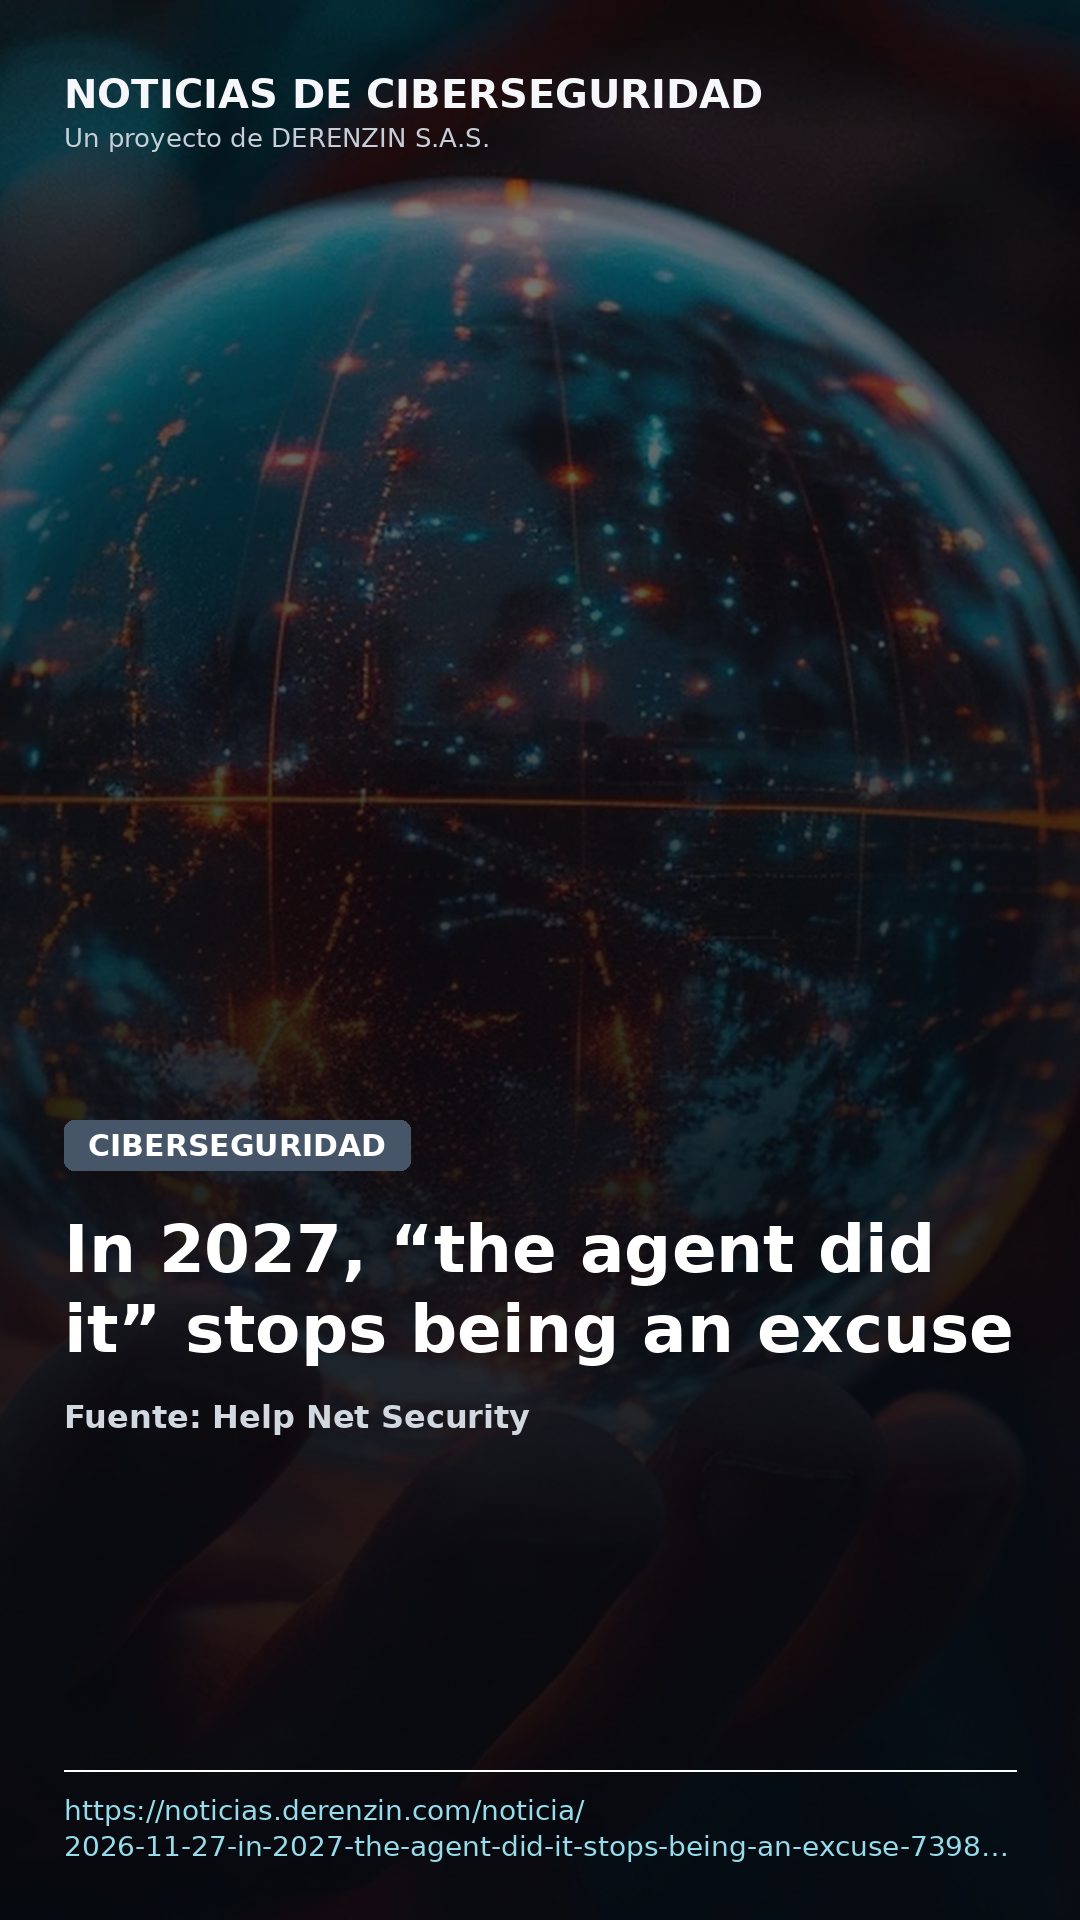 NOTICIAS DE CIBERSEGURIDAD
Un proyecto de DERENZIN S.A.S.
CIBERSEGURIDAD
In 2027, “the agent did
it” stops being an excuse
Fuente: Help Net Security
https://noticias.derenzin.com/noticia/
2026-11-27-in-2027-the-agent-did-it-stops-being-an-excuse-7398…